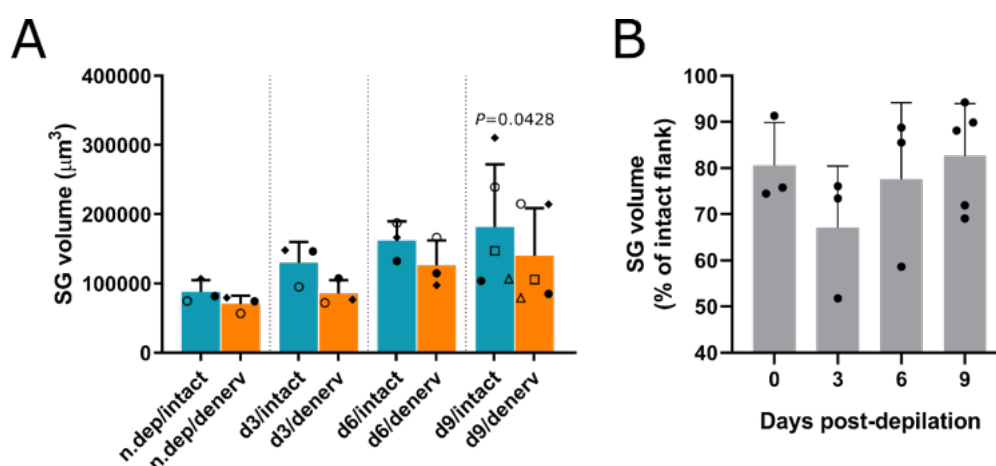 A
SG volume (μm³)
400000
300000
200000
100000
0
P=0.0428
n.dep/intact
n.dep/denerv
d3/intact
d3/denerv
d6/intact
d6/denerv
d9/intact
d9/denerv
B
SG volume
(% of intact flank)
100
90
80
70
60
50
40
0 3 6 9
Days post-depilation